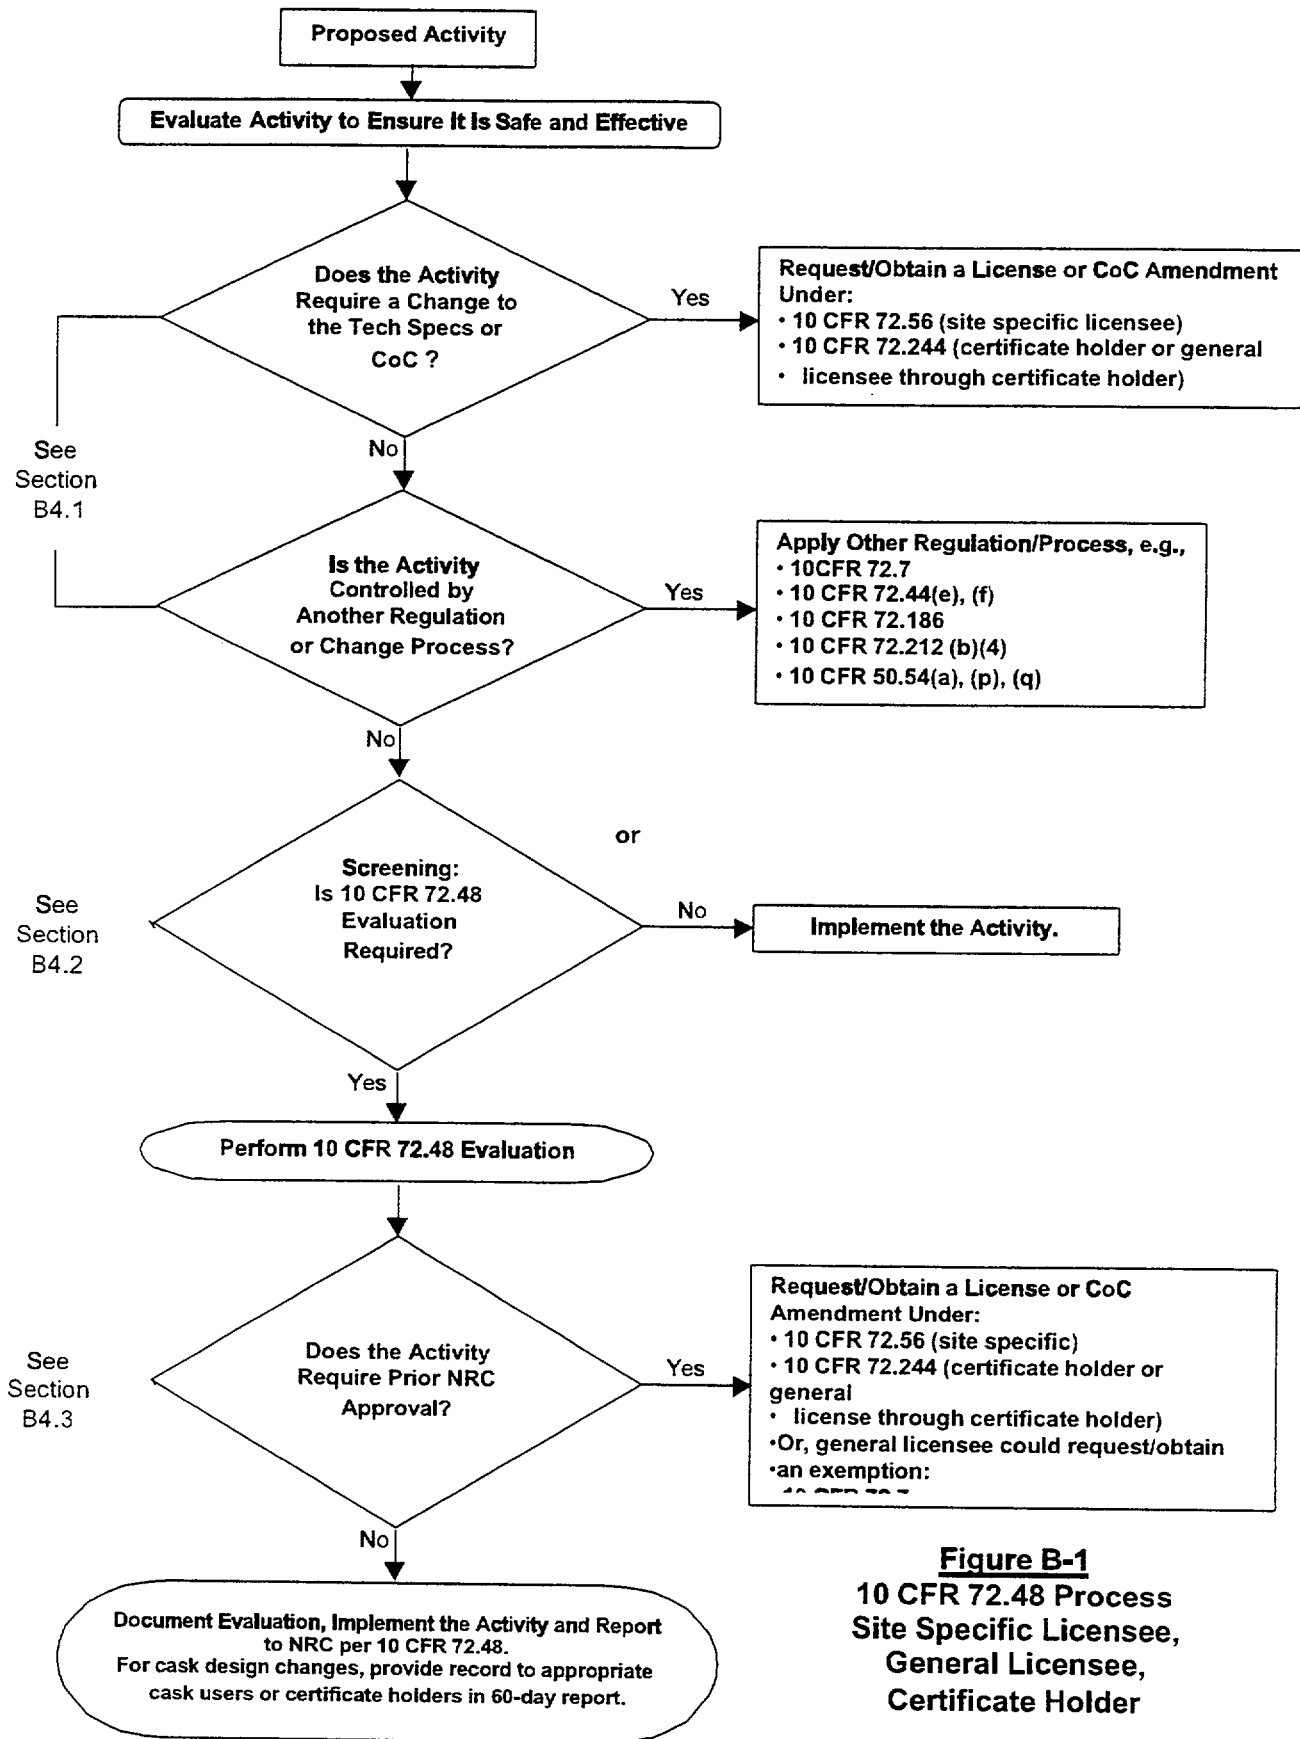 Proposed Activity
Evaluate Activity to Ensure It Is Safe and Effective
Does the Activity
Require a Change to
the Tech Specs or
CoC ?
Yes
Request/Obtain a License or CoC Amendment
Under:
• 10 CFR 72.56 (site specific licensee)
• 10 CFR 72.244 (certificate holder or general
• licensee through certificate holder)
See
Section
B4.1
No
Is the Activity
Controlled by
Another Regulation
or Change Process?
Yes
Apply Other Regulation/Process, e.g.,
• 10CFR 72.7
• 10 CFR 72.44(e), (f)
• 10 CFR 72.186
• 10 CFR 72.212 (b)(4)
• 10 CFR 50.54(a), (p), (q)
No
or
Screening:
Is 10 CFR 72.48
Evaluation
Required?
See
Section
B4.2
No
Implement the Activity.
Yes
Perform 10 CFR 72.48 Evaluation
Does the Activity
Require Prior NRC
Approval?
See
Section
B4.3
Yes
Request/Obtain a License or CoC
Amendment Under:
• 10 CFR 72.56 (site specific)
• 10 CFR 72.244 (certificate holder or
general
• license through certificate holder)
•Or, general licensee could request/obtain
•an exemption:
No
Document Evaluation, Implement the Activity and Report
to NRC per 10 CFR 72.48.
For cask design changes, provide record to appropriate
cask users or certificate holders in 60-day report.
Figure B-1
10 CFR 72.48 Process
Site Specific Licensee,
General Licensee,
Certificate Holder